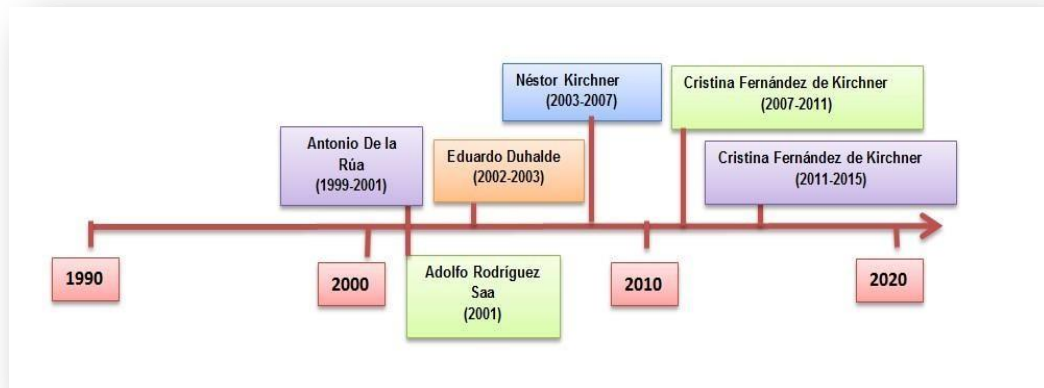 Néstor Kirchner
(2003-2007)
Cristina Fernández de Kirchner
(2007-2011)
Antonio De la
Rúa
(1999-2001)
Eduardo Duhalde
(2002-2003)
Cristina Fernández de Kirchner
(2011-2015)
1990
2000
Adolfo Rodríguez
Saa
(2001)
2010
2020